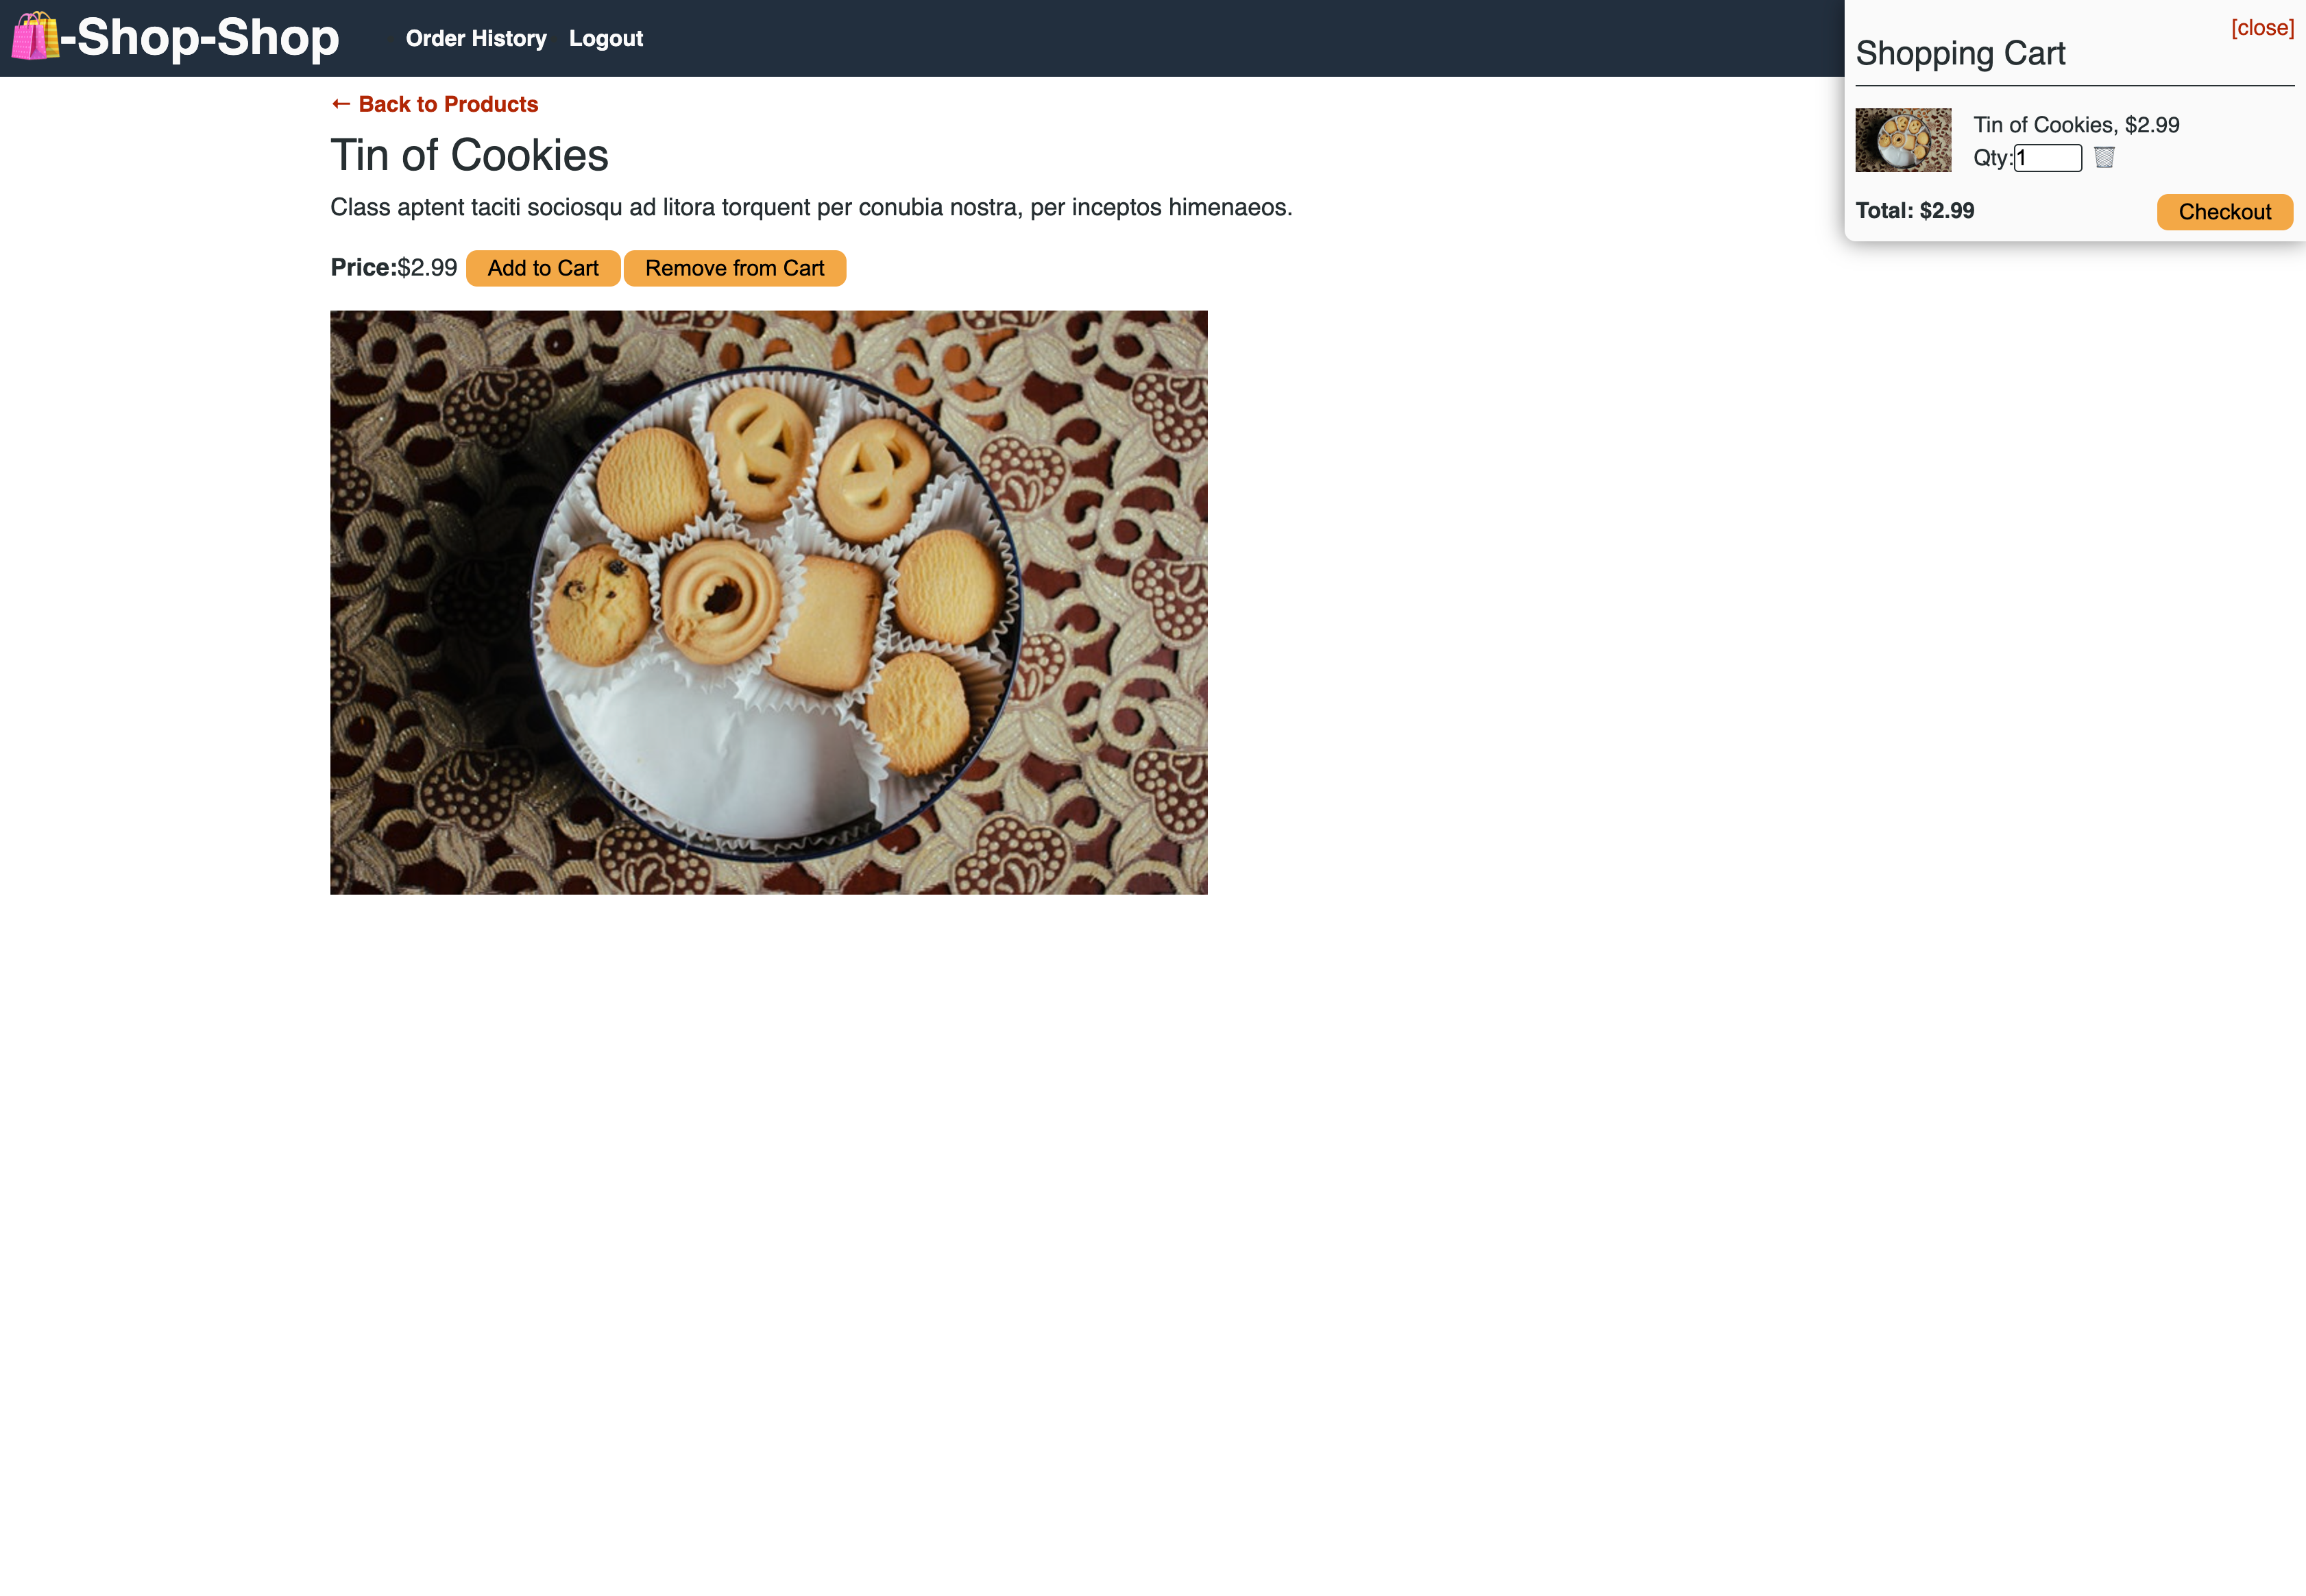 -Shop-Shop
Order History Logout
← Back to Products
Tin of Cookies
Class aptent taciti sociosqu ad litora torquent per conubia nostra, per inceptos himenaeos.
Price:$2.99 Add to Cart Remove from Cart
[close]
Shopping Cart
Tin of Cookies, $2.99
Qty:1
Total: $2.99 Checkout